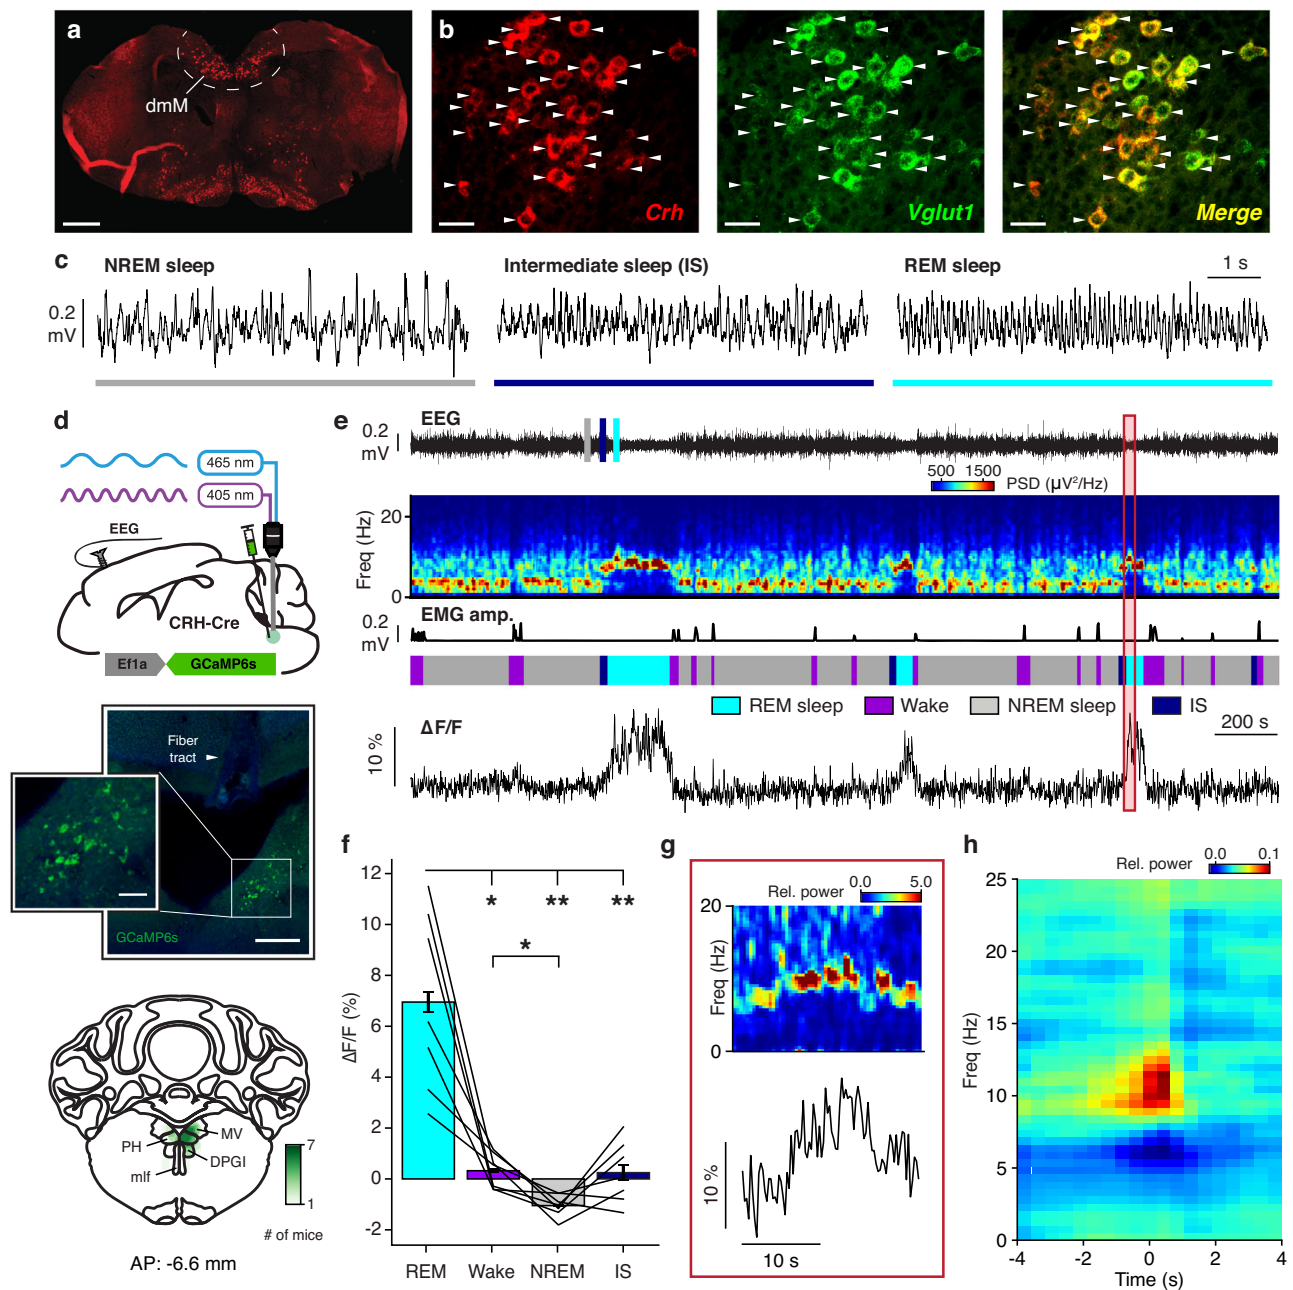 a
dmM
b
Crh
Vglut1
Merge
c
NREM sleep
Intermediate sleep (IS)
REM sleep
1 s
0.2
mV
d
465 nm
405 nm
EEG
CRH-Cre
Ef1a
GCaMP6s
Fiber
tract
GCaMP6s
PH
MV
DPGI
mlf
7
1
# of mice
AP: -6.6 mm
e
EEG
0.2
mV
500 1500
PSD (µV²/Hz)
Freq (Hz)
20
0
EMG amp.
0.2
mV
REM sleep
Wake
NREM sleep
IS
ΔF/F
200 s
10 %
f
ΔF/F (%)
12
10
8
6
4
2
0
-2
* ** **
*
REM Wake NREM IS
g
Rel. power
0.0 5.0
Freq (Hz)
20
0
10 %
10 s
h
Rel. power
0.0 0.1
Freq (Hz)
25
20
15
10
5
0
-4 -2 0 2 4
Time (s)